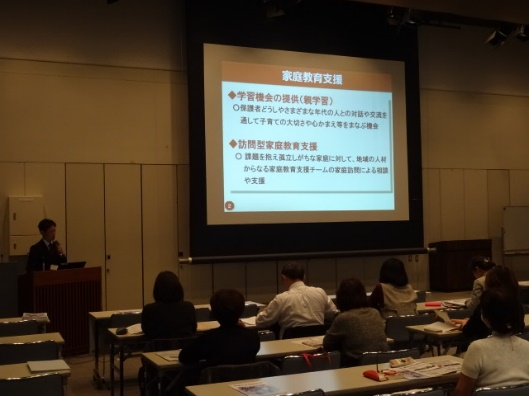 家庭教育支援
◆学習機会の提供(親学習)
○保護者どうしやさまざまな年代の人との対話や交流を
通して子育ての大切さや心かまえ等をまなぶ機会
◆訪問型家庭教育支援
○ 課題を抱え孤立しがちな家庭に対して、地域の人材
からなる家庭教育支援チームの家庭訪問による相談
や支援
2